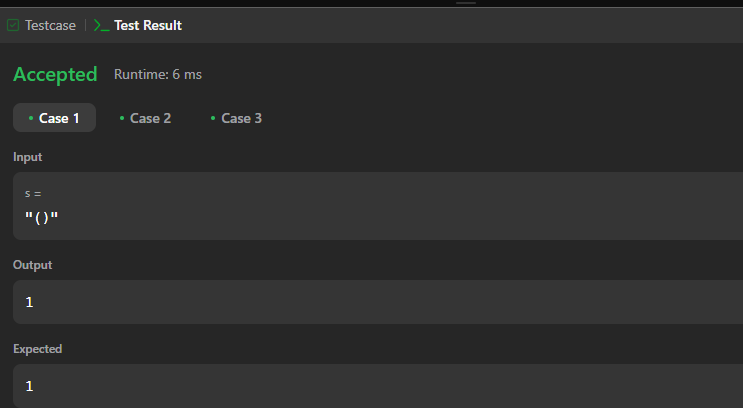 Testcase | >_ Test Result
Accepted Runtime: 6 ms
• Case 1 • Case 2 • Case 3
Input
s =
"()"
Output
1
Expected
1